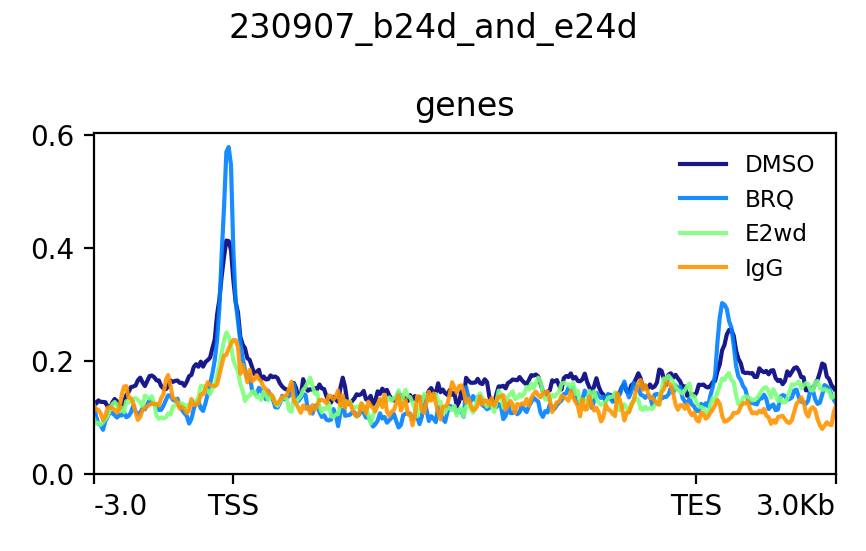 230907_b24d_and_e24d
genes
0.6
0.4
0.2
0.0
DMSO
BRQ
E2wd
IgG
-3.0 TSS TES 3.0Kb